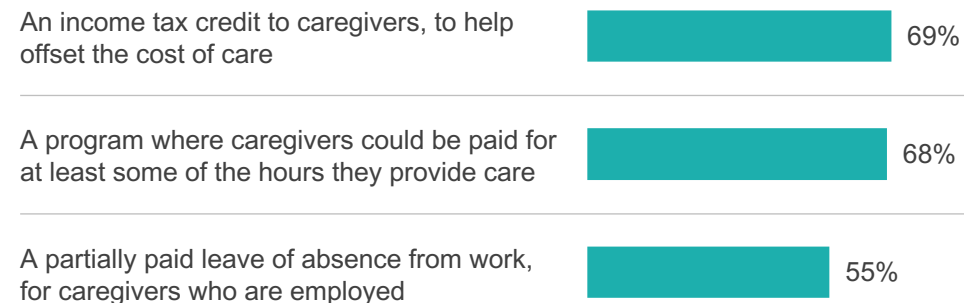 An income tax credit to caregivers, to help
offset the cost of care
69%
A program where caregivers could be paid for
at least some of the hours they provide care
68%
A partially paid leave of absence from work,
for caregivers who are employed
55%